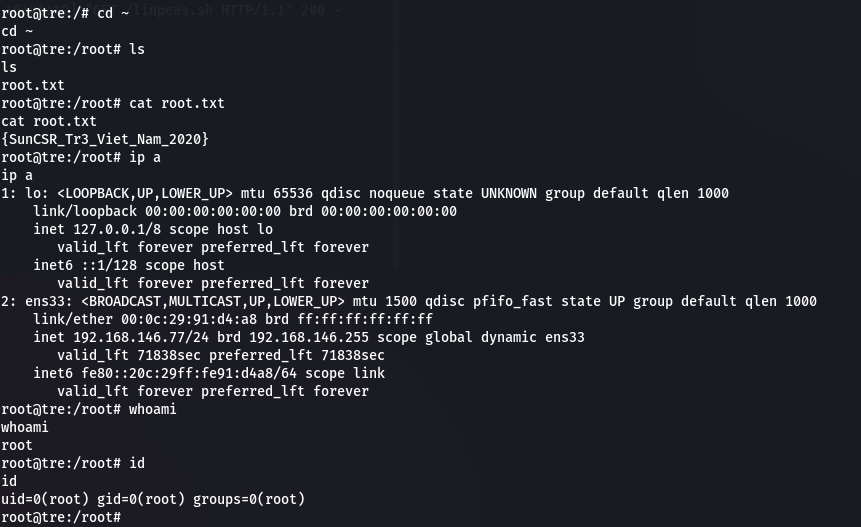 /linpeas.sh HTTP/1.1" 200 -
root@tre:/# cd ~
cd ~
root@tre:/root# ls
ls
root.txt
root@tre:/root# cat root.txt
cat root.txt
{SunCSR_Tr3_Viet_Nam_2020}
root@tre:/root# ip a
ip a
1: lo: <LOOPBACK,UP,LOWER_UP> mtu 65536 qdisc noqueue state UNKNOWN group default qlen 1000
    link/loopback 00:00:00:00:00:00 brd 00:00:00:00:00:00
    inet 127.0.0.1/8 scope host lo
       valid_lft forever preferred_lft forever
    inet6 ::1/128 scope host
       valid_lft forever preferred_lft forever
2: ens33: <BROADCAST,MULTICAST,UP,LOWER_UP> mtu 1500 qdisc pfifo_fast state UP group default qlen 1000
    link/ether 00:0c:29:91:d4:a8 brd ff:ff:ff:ff:ff:ff
    inet 192.168.146.77/24 brd 192.168.146.255 scope global dynamic ens33
       valid_lft 71838sec preferred_lft 71838sec
    inet6 fe80::20c:29ff:fe91:d4a8/64 scope link
       valid_lft forever preferred_lft forever
root@tre:/root# whoami
whoami
root
root@tre:/root# id
id
uid=0(root) gid=0(root) groups=0(root)
root@tre:/root#